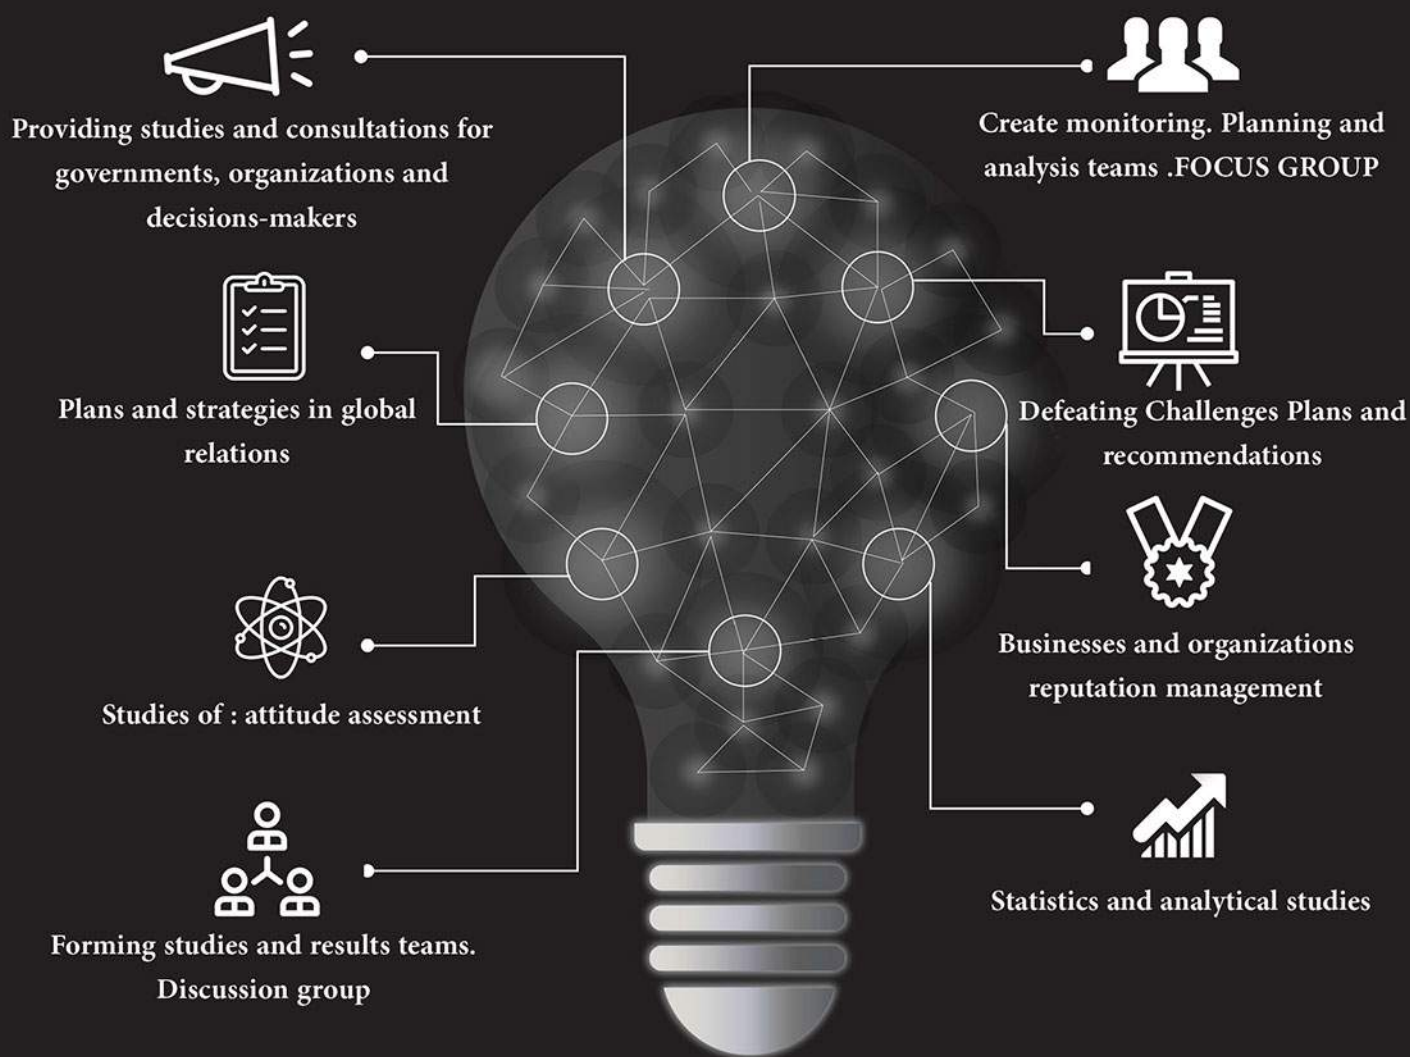 Providing studies and consultations for
governments, organizations and
decisions-makers
Plans and strategies in global
relations
Studies of : attitude assessment
Forming studies and results teams.
Discussion group
Create monitoring. Planning and
analysis teams .FOCUS GROUP
Defeating Challenges Plans and
recommendations
Businesses and organizations
reputation management
Statistics and analytical studies